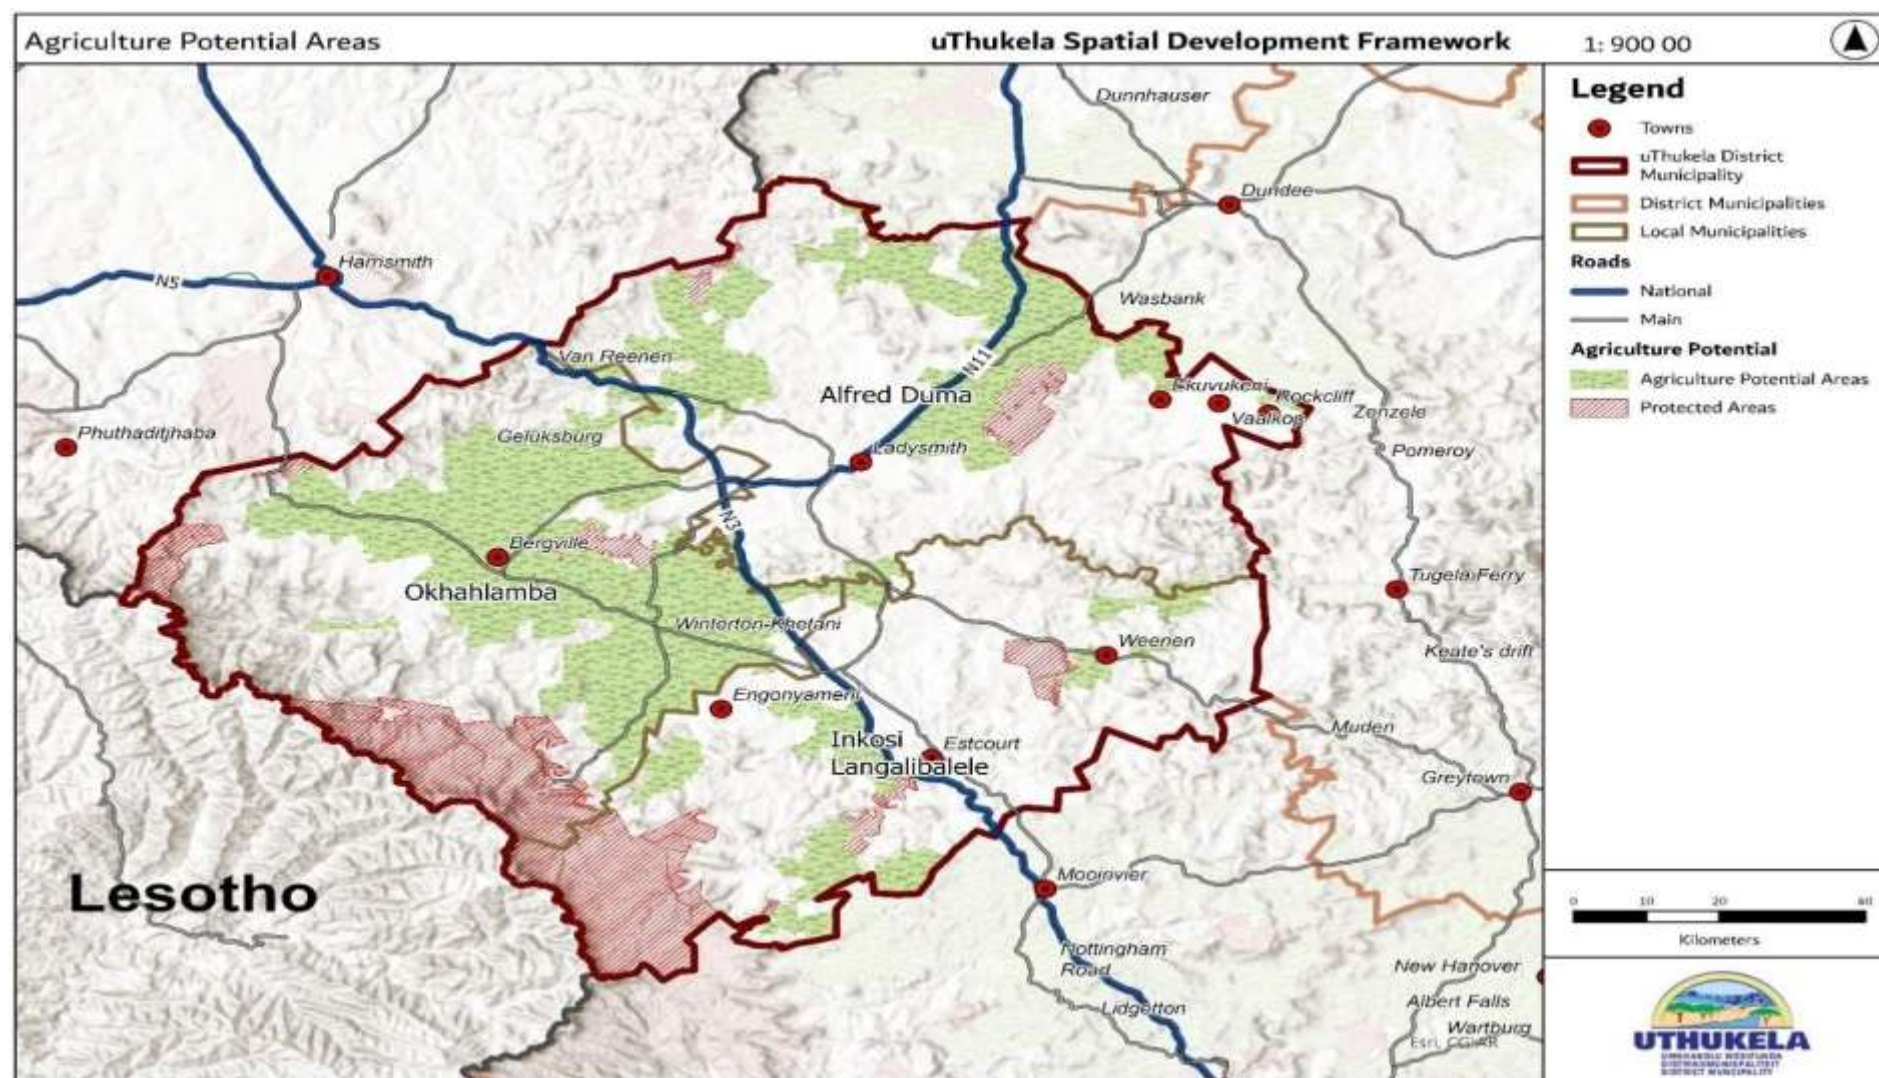 Agriculture Potential Areas
uThukela Spatial Development Framework
1: 900 00
Legend
Towns
uThukela District
Municipality
District Municipalities
Local Municipalities
Roads
National
Main
Agriculture Potential
Agriculture Potential Areas
Protected Areas
0 10 20 40
Kilometers
UTHUKELA
DISTRICT MUNICIPALITY
Dunnhauser
Dundee
Harrismith
N5
Wasbank
Van Reenen
N11
Alfred Duma
Ekuvukeni
Rockcliff
Vaalkop
Zenzele
Phuthaditjhaba
Geluksburg
Ladysmith
Pomeroy
N3
Bergville
Okhahlamba
Tugela Ferry
Winterton-Khetani
Weenen
Keate's drift
Engonyameni
Muden
Inkosi
Langalibalele
Estcourt
Greytown
Lesotho
Mooirivier
Nottingham
Road
Lidgetton
New Hanover
Albert Falls
Wartburg
Esri, CGIAR